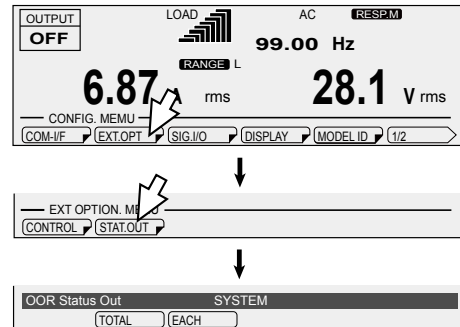 OUTPUT LOAD AC RESP.M
OFF 99.00 Hz
RANGE L
6.87 rms 28.1 V rms
CONFIG. MEMU
COM-I/F EXT.OPT SIG.I/O DISPLAY MODEL ID 1/2
EXT OPTION. MENU
CONTROL STAT.OUT
OOR Status Out SYSTEM
TOTAL EACH